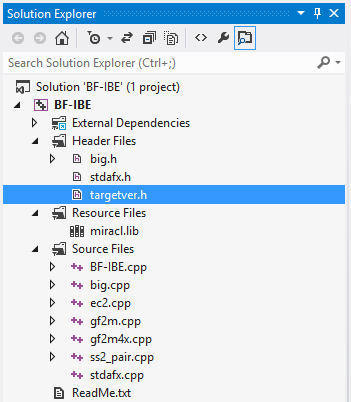 Solution Explorer
Search Solution Explorer (Ctrl+;)
Solution 'BF-IBE' (1 project)
BF-IBE
External Dependencies
Header Files
big.h
stdafx.h
targetver.h
Resource Files
miracl.lib
Source Files
BF-IBE.cpp
big.cpp
ec2.cpp
gf2m.cpp
gf2m4x.cpp
ss2_pair.cpp
stdafx.cpp
ReadMe.txt